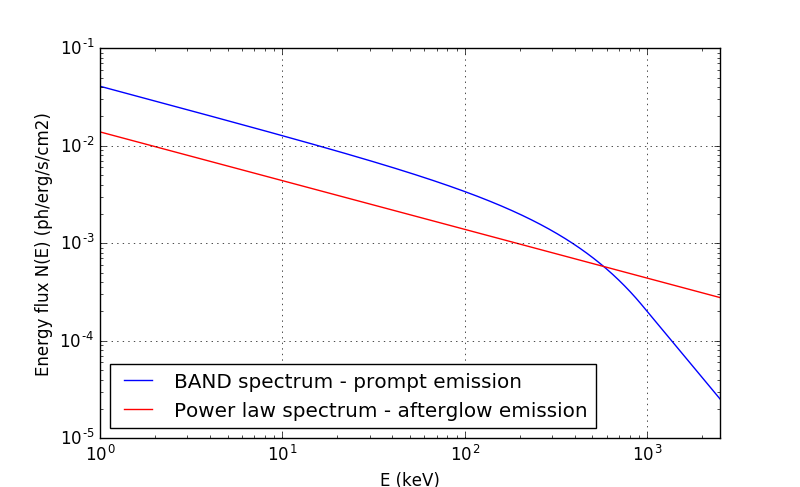 10^-1
10^-2
10^-3
10^-4
10^-5
Energy flux N(E) (ph/erg/s/cm2)
BAND spectrum - prompt emission
Power law spectrum - afterglow emission
10^0 10^1 10^2 10^3
E (keV)